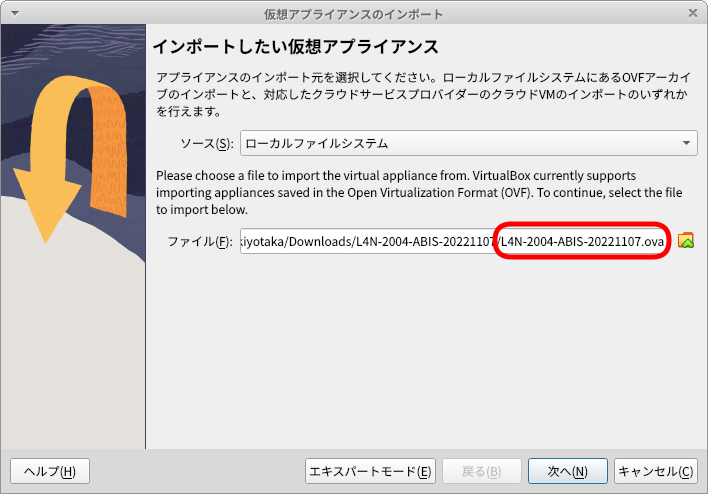 仮想アプライアンスのインポート
インポートしたい仮想アプライアンス
アプライアンスのインポート元を選択してください。ローカルファイルシステムにあるOVFアーカイ
ブのインポートと、対応したクラウドサービスプロバイダーのクラウドVMのインポートのいずれか
を行えます。
ソース(S): ローカルファイルシステム
Please choose a file to import the virtual appliance from. VirtualBox currently supports
importing appliances saved in the Open Virtualization Format (OVF). To continue, select the file
to import below.
ファイル(F): kiyotaka/Downloads/L4N-2004-ABIS-20221107/L4N-2004-ABIS-20221107.ova
ヘルプ(H) エキスパートモード(E) 戻る(B) 次へ(N) キャンセル(C)